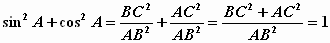 sin² A + cos² A = BC²/AB² + AC²/AB² = (BC² + AC²)/AB² = 1